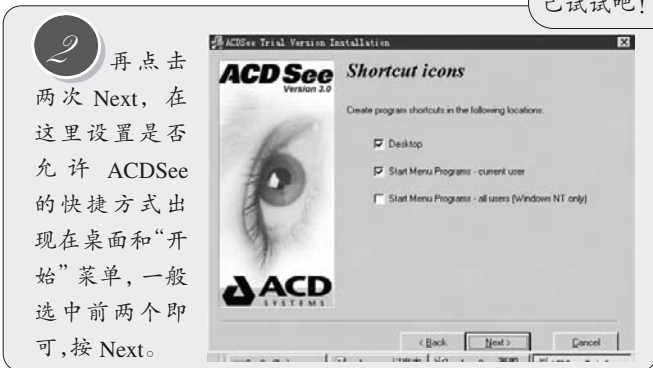 己试试吧！
2 再点击
两次 Next，在
这里设置是否
允许 ACDSee
的快捷方式出
现在桌面和“开
始”菜单，一般
选中前两个即
可，按 Next。
ACDSee Trial Version Installation
ACD See
Version 3.0
Shortcut icons
Create program shortcuts in the following locations:
Desktop
Start Menu Programs - current user
Start Menu Programs - all users (Windows NT only)
ACD
SYSTEMS
< Back
Next >
Cancel